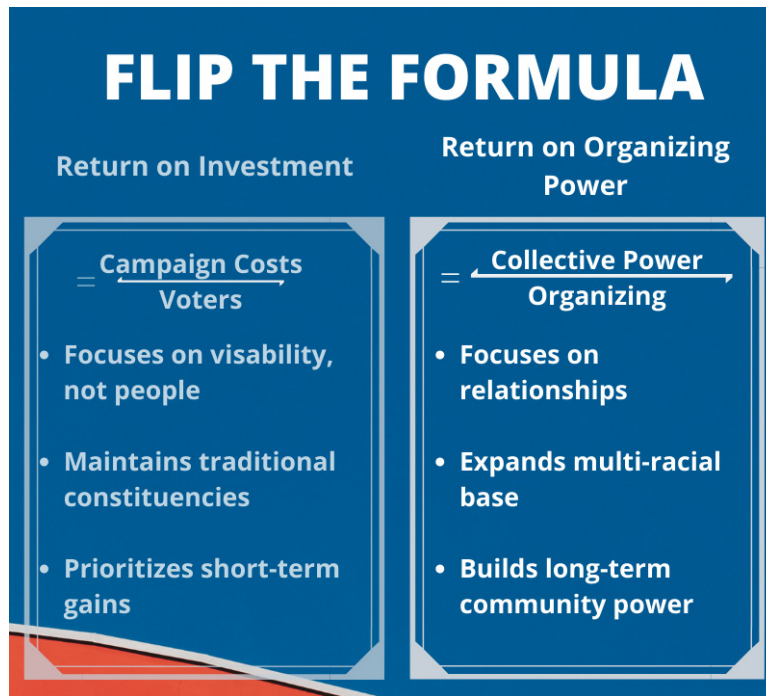 FLIP THE FORMULA
Return on Investment
= Campaign Costs
Voters
• Focuses on visability,
not people
• Maintains traditional
constituencies
• Prioritizes short-term
gains
Return on Organizing
Power
= Collective Power
Organizing
• Focuses on
relationships
• Expands multi-racial
base
• Builds long-term
community power